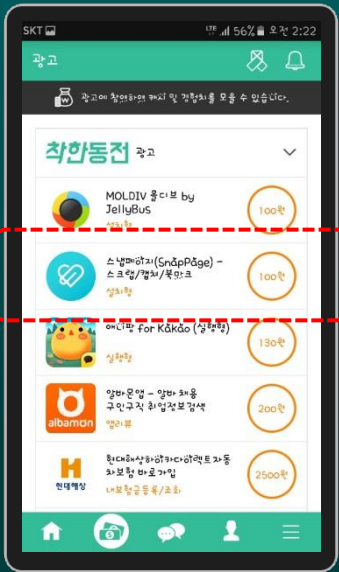 SKT LTE 56% 오전 2:22
광고
광고에 참여하면 캐시 및 경험치를 모을 수 있습니다.
착한동전 광고
MOLDIV 몰디브 by
JellyBus
설치형
100원
스냅페이지(SnapPage) -
스크랩/캡쳐/북마크
설치형
100원
애니팡 for Kakao (실행형)
실행형
130원
알바몬앱 - 알바 채용
구인구직 취업정보검색
앱리뷰
200원
albamon
현대해상하이카다이렉트자동
차보험 바로가입
내보험금등록/조회
2500원
현대해상